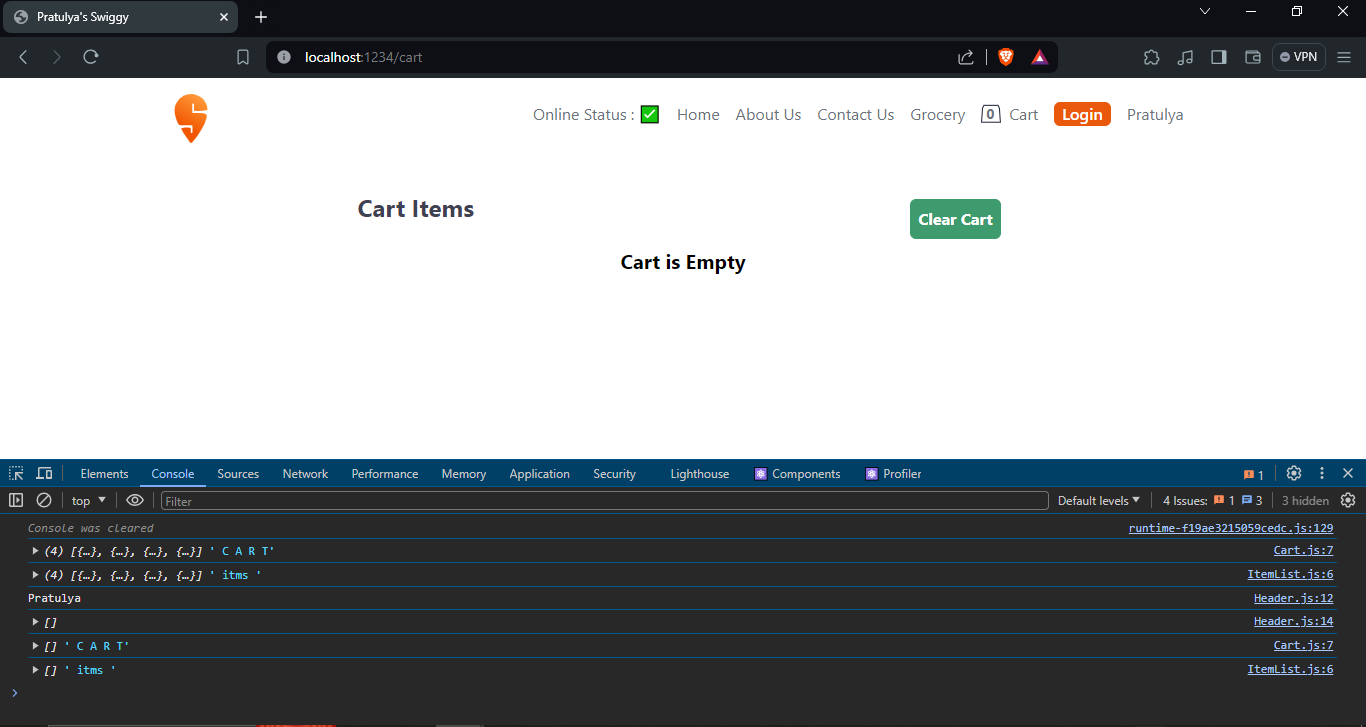 Pratulya's Swiggy
localhost:1234/cart
VPN
Online Status : ✅ Home About Us Contact Us Grocery 0 Cart Login Pratulya
Cart Items
Clear Cart
Cart is Empty
Elements Console Sources Network Performance Memory Application Security Lighthouse Components Profiler 1
top Filter Default levels 4 Issues: 1 3 3 hidden
Console was cleared runtime-f19ae3215059cedc.js:129
(4) [{…}, {…}, {…}, {…}] ' C A R T' Cart.js:7
(4) [{…}, {…}, {…}, {…}] ' itms ' ItemList.js:6
Pratulya Header.js:12
[] Header.js:14
[] ' C A R T' Cart.js:7
[] ' itms ' ItemList.js:6